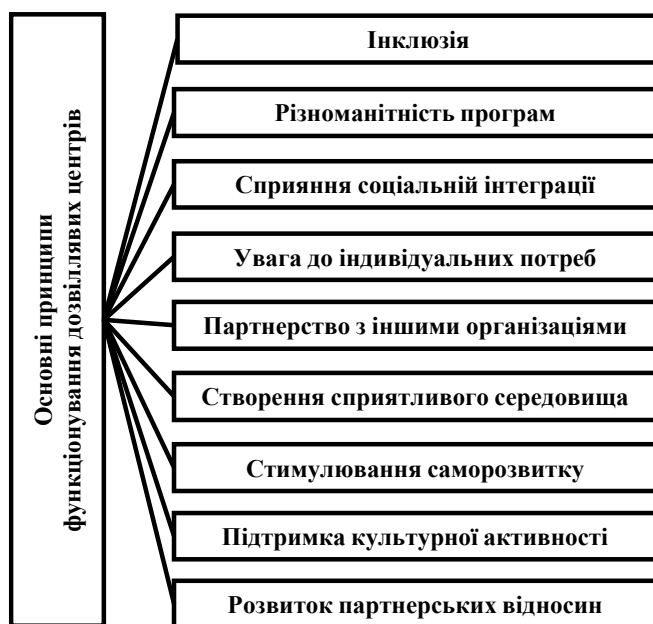 Основні принципи
функціонування дозвіллявих центрів
Інклюзія
Різноманітність програм
Сприяння соціальній інтеграції
Увага до індивідуальних потреб
Партнерство з іншими організаціями
Створення сприятливого середовища
Стимулювання саморозвитку
Підтримка культурної активності
Розвиток партнерських відносин